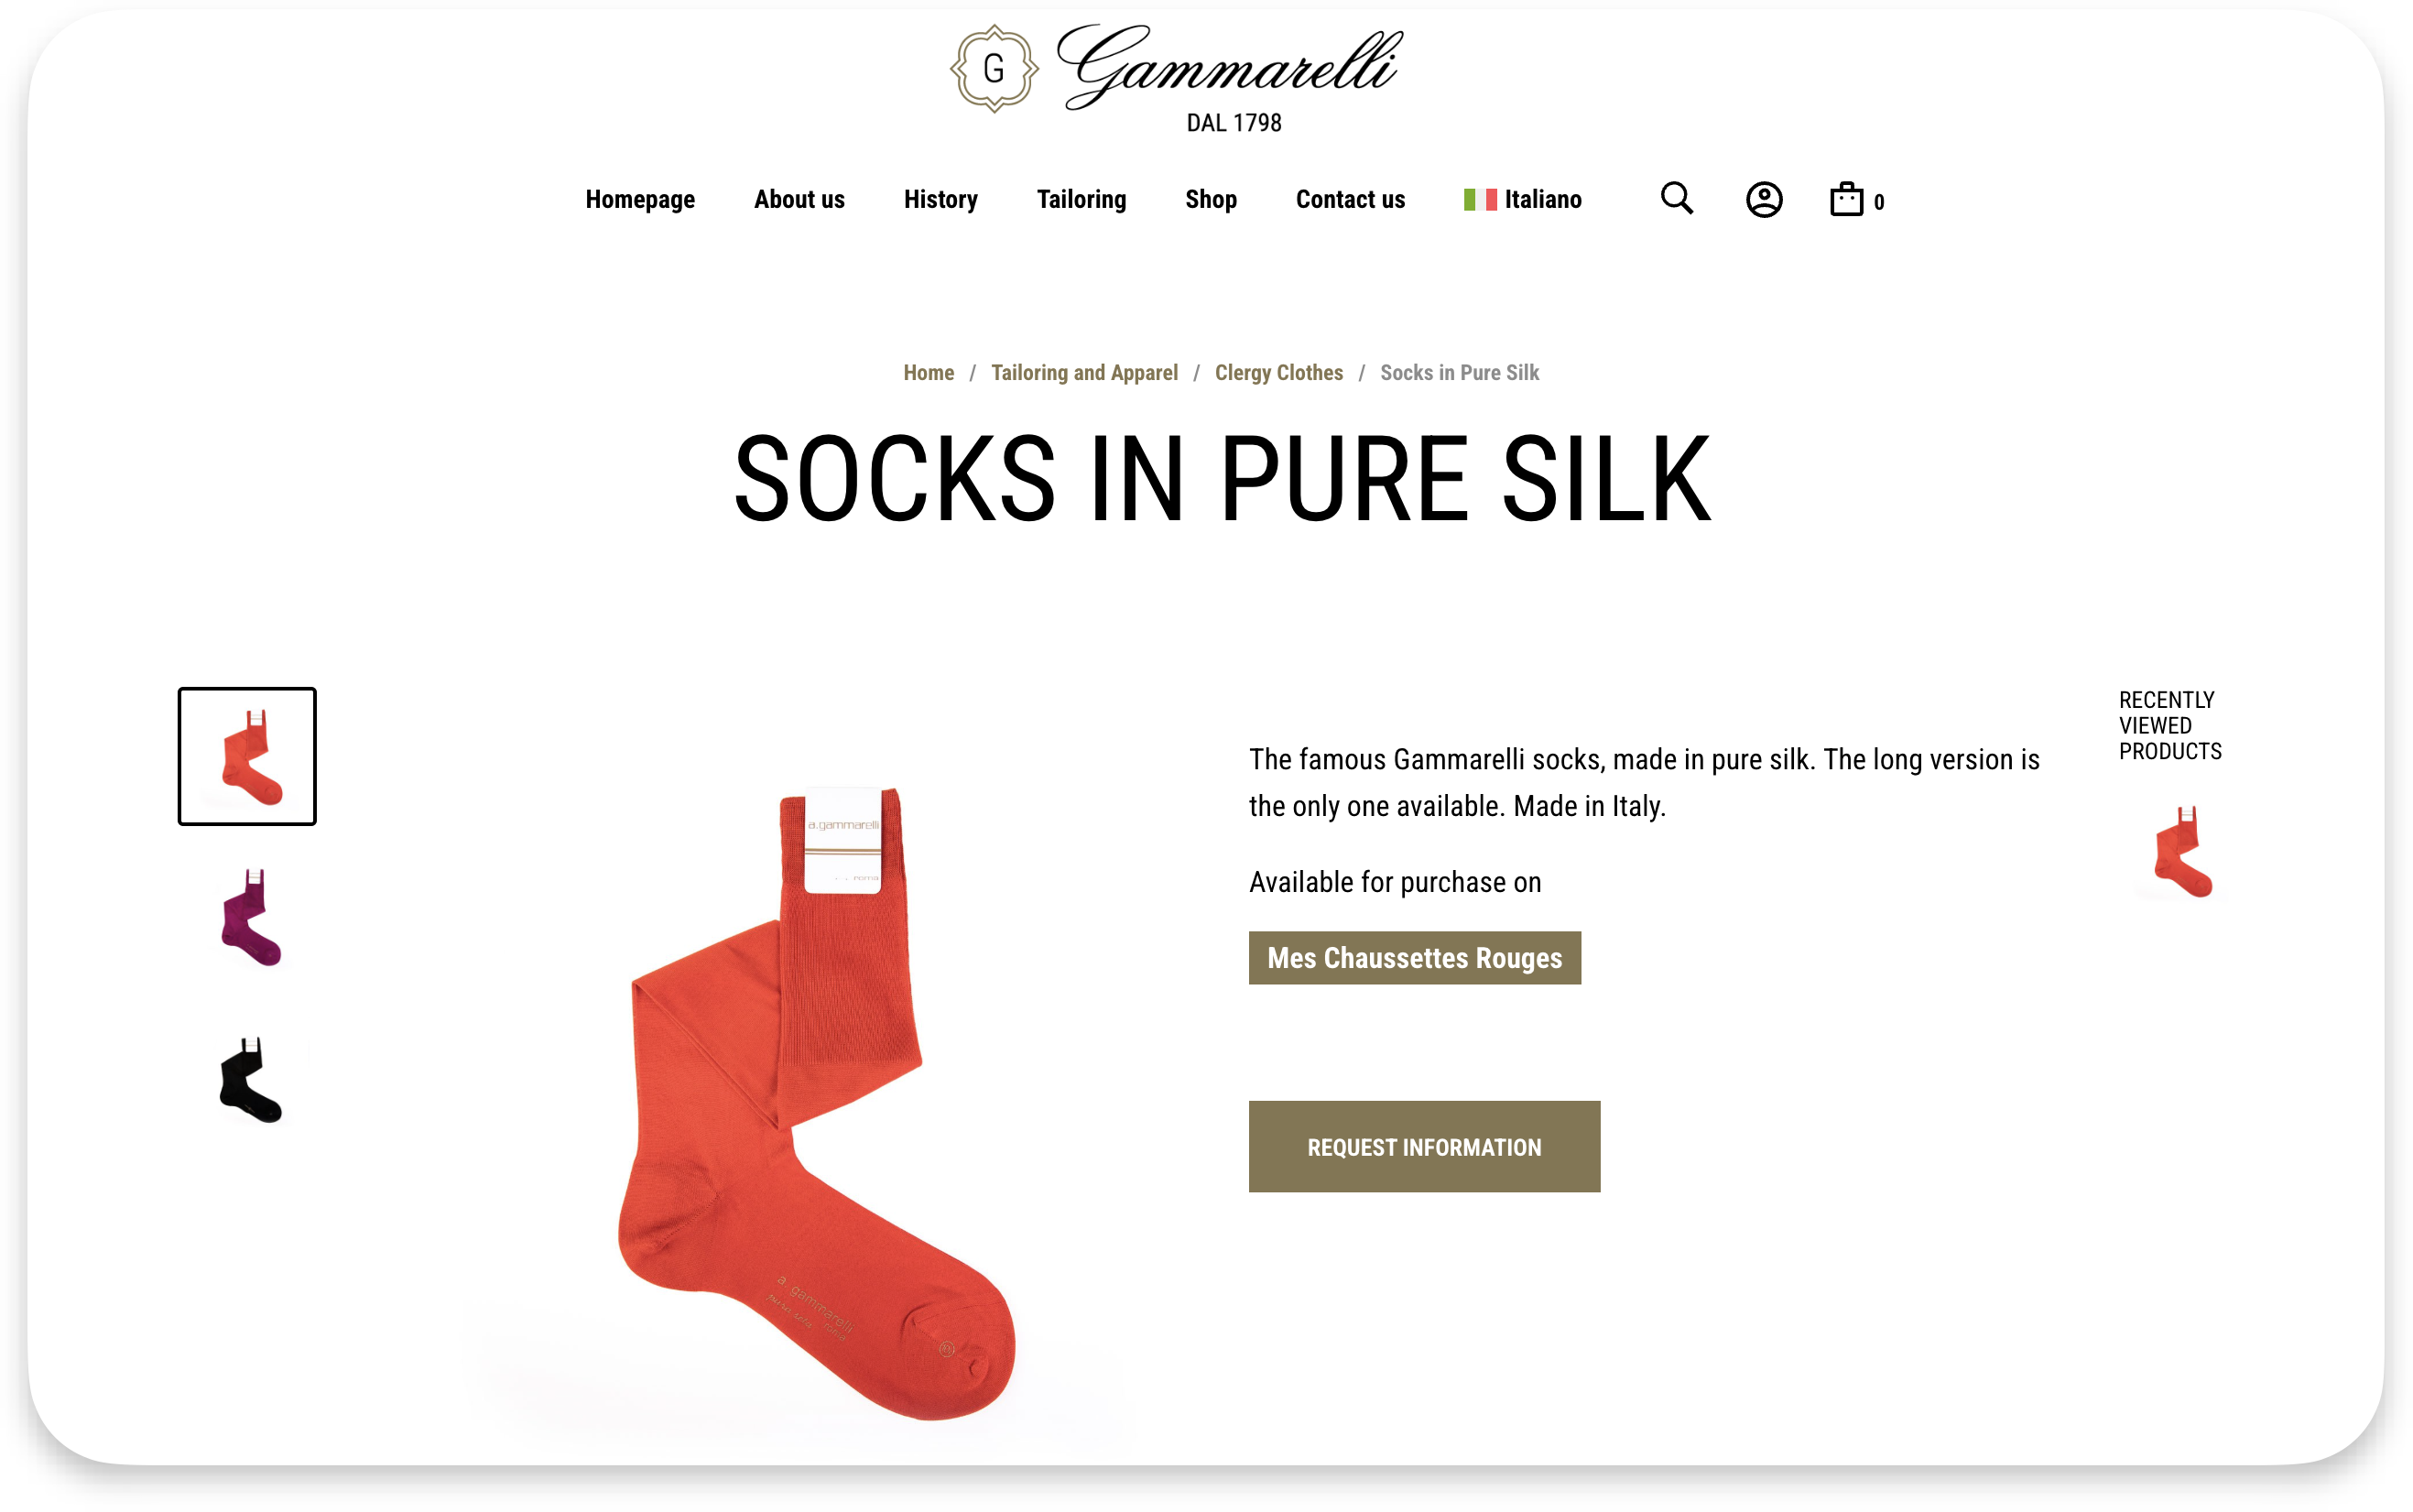 G
Gammarelli
DAL 1798
Homepage About us History Tailoring Shop Contact us Italiano 0
Home / Tailoring and Apparel / Clergy Clothes / Socks in Pure Silk
SOCKS IN PURE SILK
a.gammarelli
roma
a gammarelli
roma
The famous Gammarelli socks, made in pure silk. The long version is
the only one available. Made in Italy.
Available for purchase on
Mes Chaussettes Rouges
REQUEST INFORMATION
RECENTLY
VIEWED
PRODUCTS